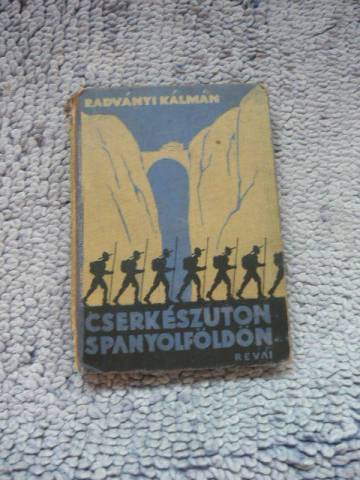 RADVÁNYI KÁLMÁN
CSERKÉSZUTON
SPANYOLFÖLDÖN
RÉVAI